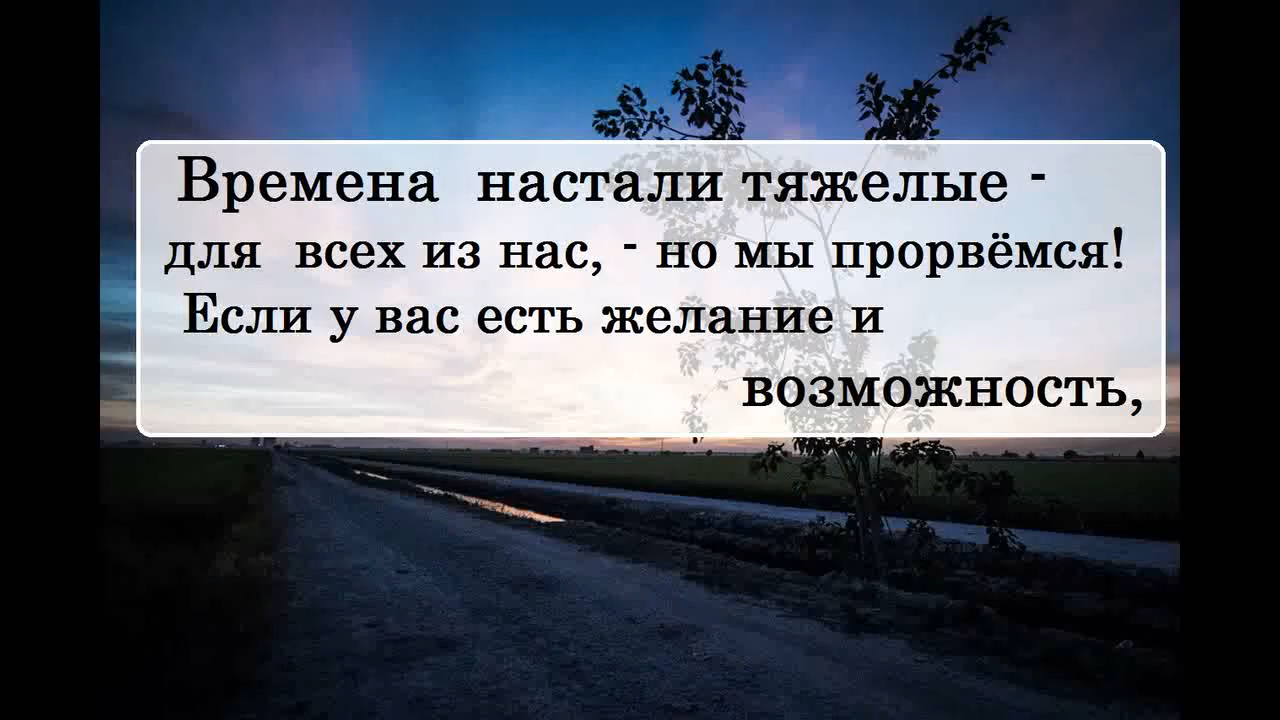 Времена настали тяжелые -
для всех из нас, - но мы прорвёмся!
Если у вас есть желание и
возможность,